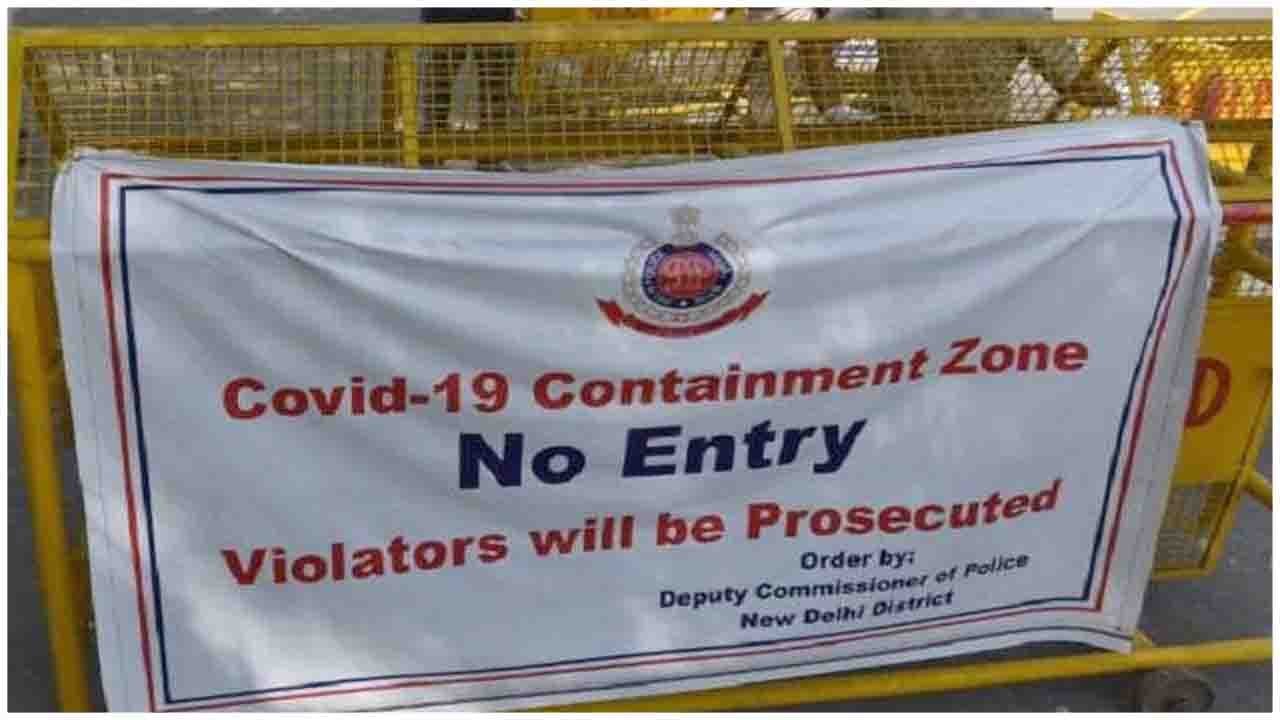 Covid-19 Containment Zone
No Entry
Violators will be Prosecuted
Order by:
Deputy Commissioner of Police
New Delhi District
D